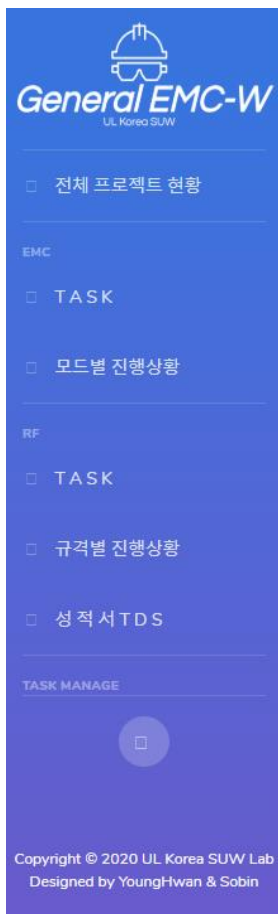 General EMC-W
UL Korea SUW
전체 프로젝트 현황
EMC
TASK
모드별 진행상황
RF
TASK
규격별 진행상황
성적서TDS
TASK MANAGE
Copyright © 2020 UL Korea SUW Lab
Designed by YoungHwan & Sobin